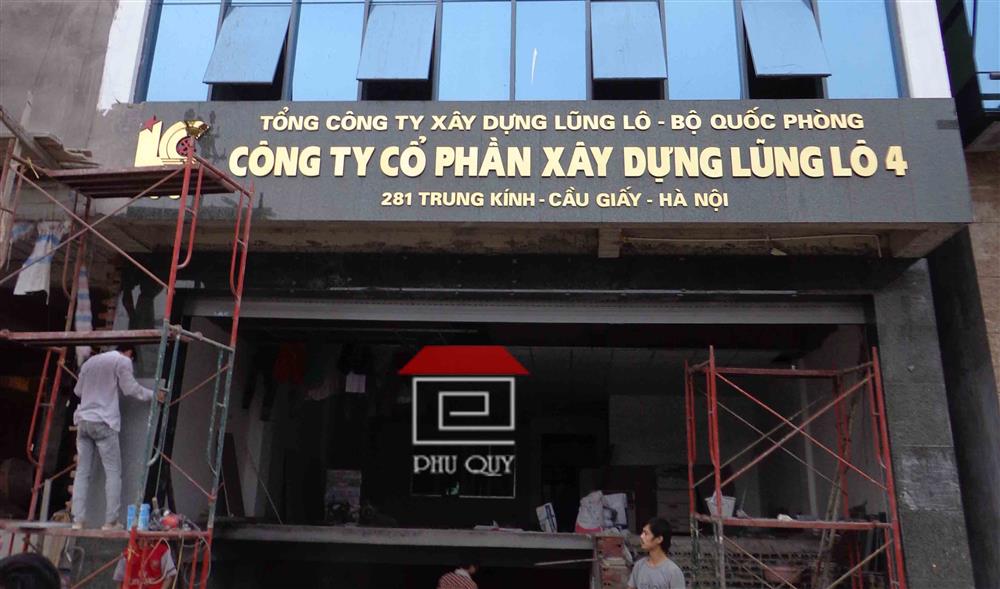 TỔNG CÔNG TY XÂY DỰNG LŨNG LÔ - BỘ QUỐC PHÒNG
CÔNG TY CỔ PHẦN XÂY DỰNG LŨNG LÔ 4
281 TRUNG KÍNH - CẦU GIẤY - HÀ NỘI
PHU QUY